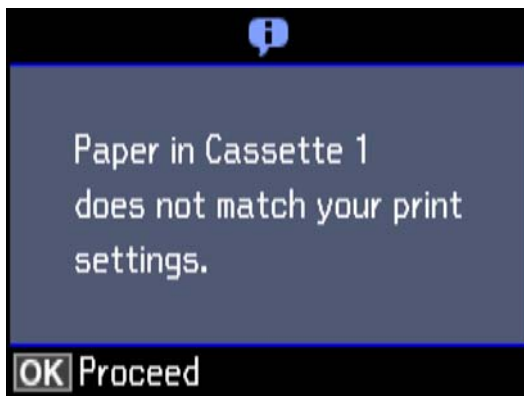 Paper in Cassette 1
does not match your print
settings.
OK Proceed